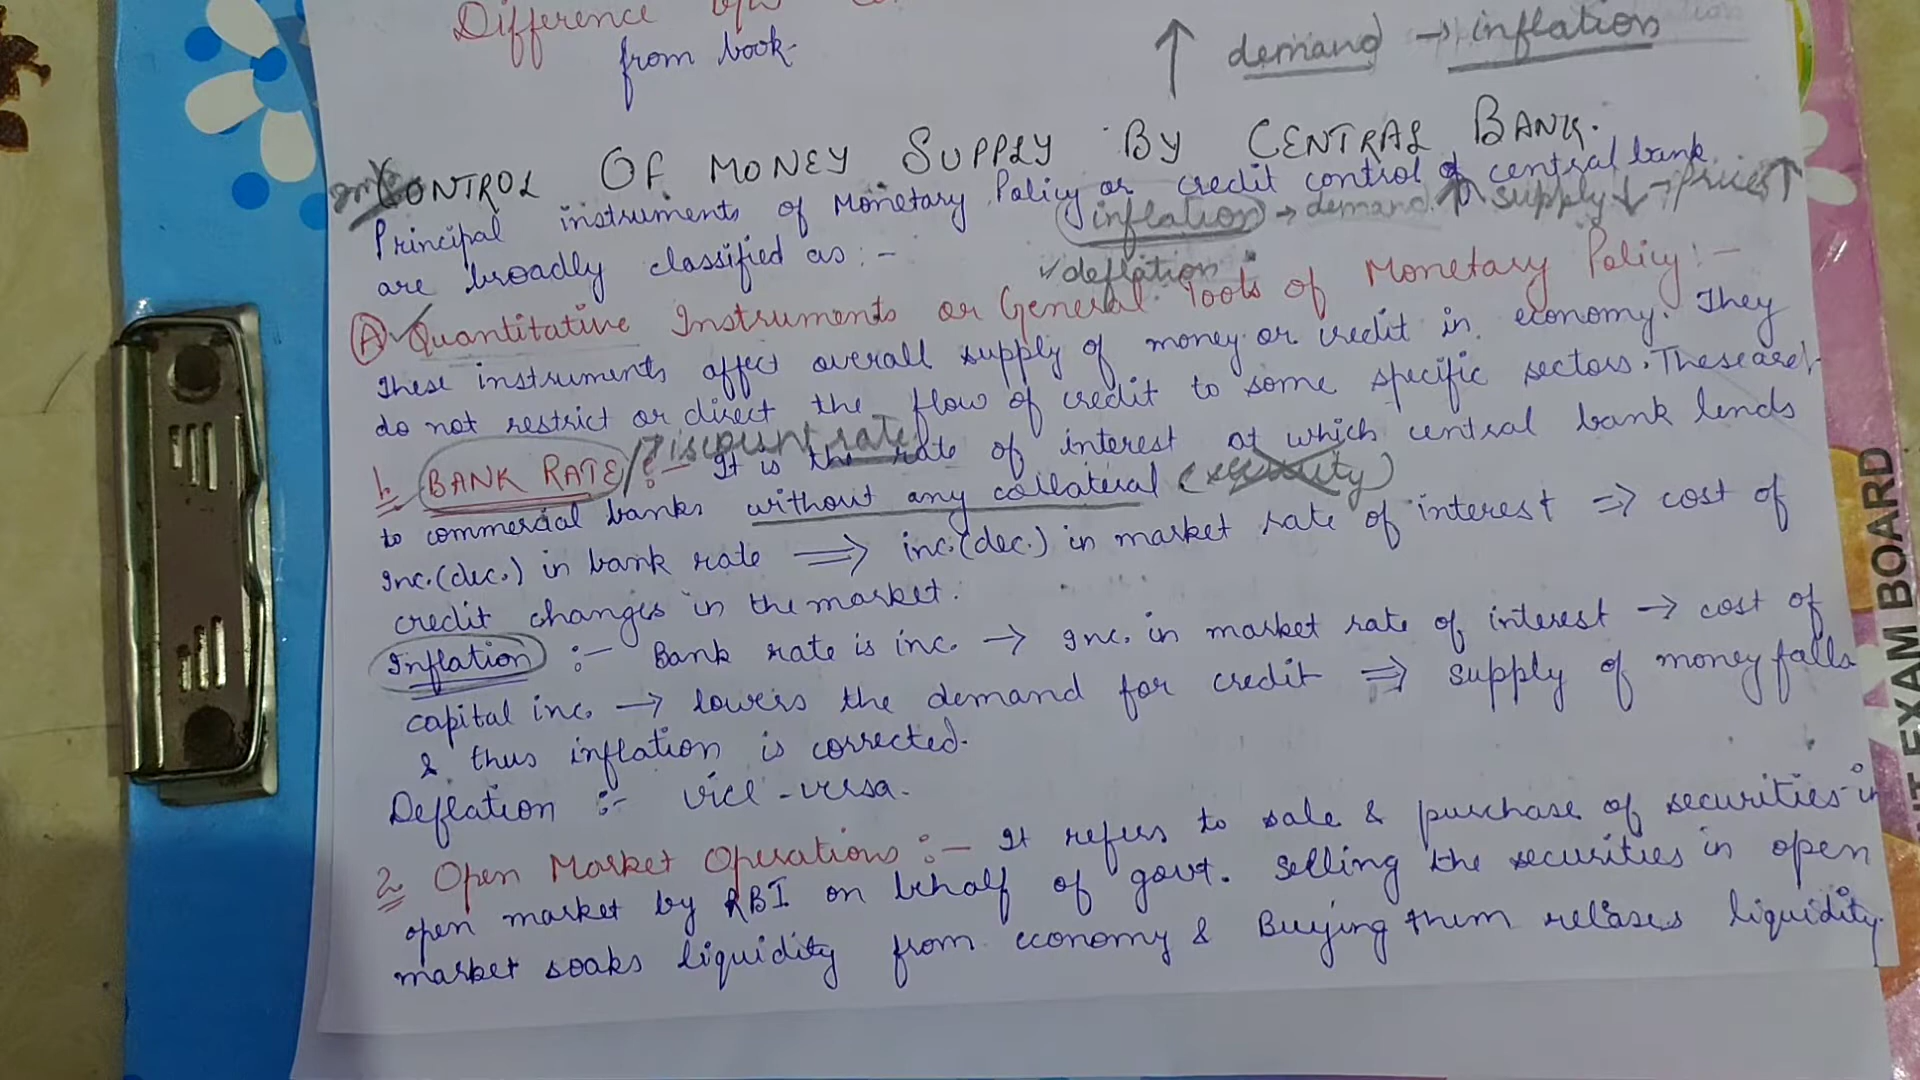 Difference b/w
from book-
↑ demand → inflation
CONTROL OF MONEY SUPPLY BY CENTRAL BANK.
Principal instruments of Monetary Policy or credit control of central bank
inflation → demand ↑ supply ↓ → prices ↑
are broadly classified as :-
✓ deflation
(A) Quantitative Instruments or General Tools of Monetary Policy :-
These instruments affect overall supply of money or credit in economy. They
do not restrict or direct the flow of credit to some specific sectors. These are
1. BANK RATE / Discount rate :- It is the rate of interest at which central bank lends
to commercial banks without any collateral (security)
Inc.(dec.) in bank rate ⇒ inc.(dec.) in market rate of interest ⇒ cost of
credit changes in the market.
Inflation :- Bank rate is inc. → Inc. in market rate of interest → cost of
capital inc. → lowers the demand for credit ⇒ supply of money falls
& thus inflation is corrected.
Deflation :- vice-versa.
2. Open Market Operations :- It refers to sale & purchase of securities in
open market by RBI on behalf of govt. Selling the securities in open
market soaks liquidity from economy & Buying them releases liquidity.
EXAM BOARD